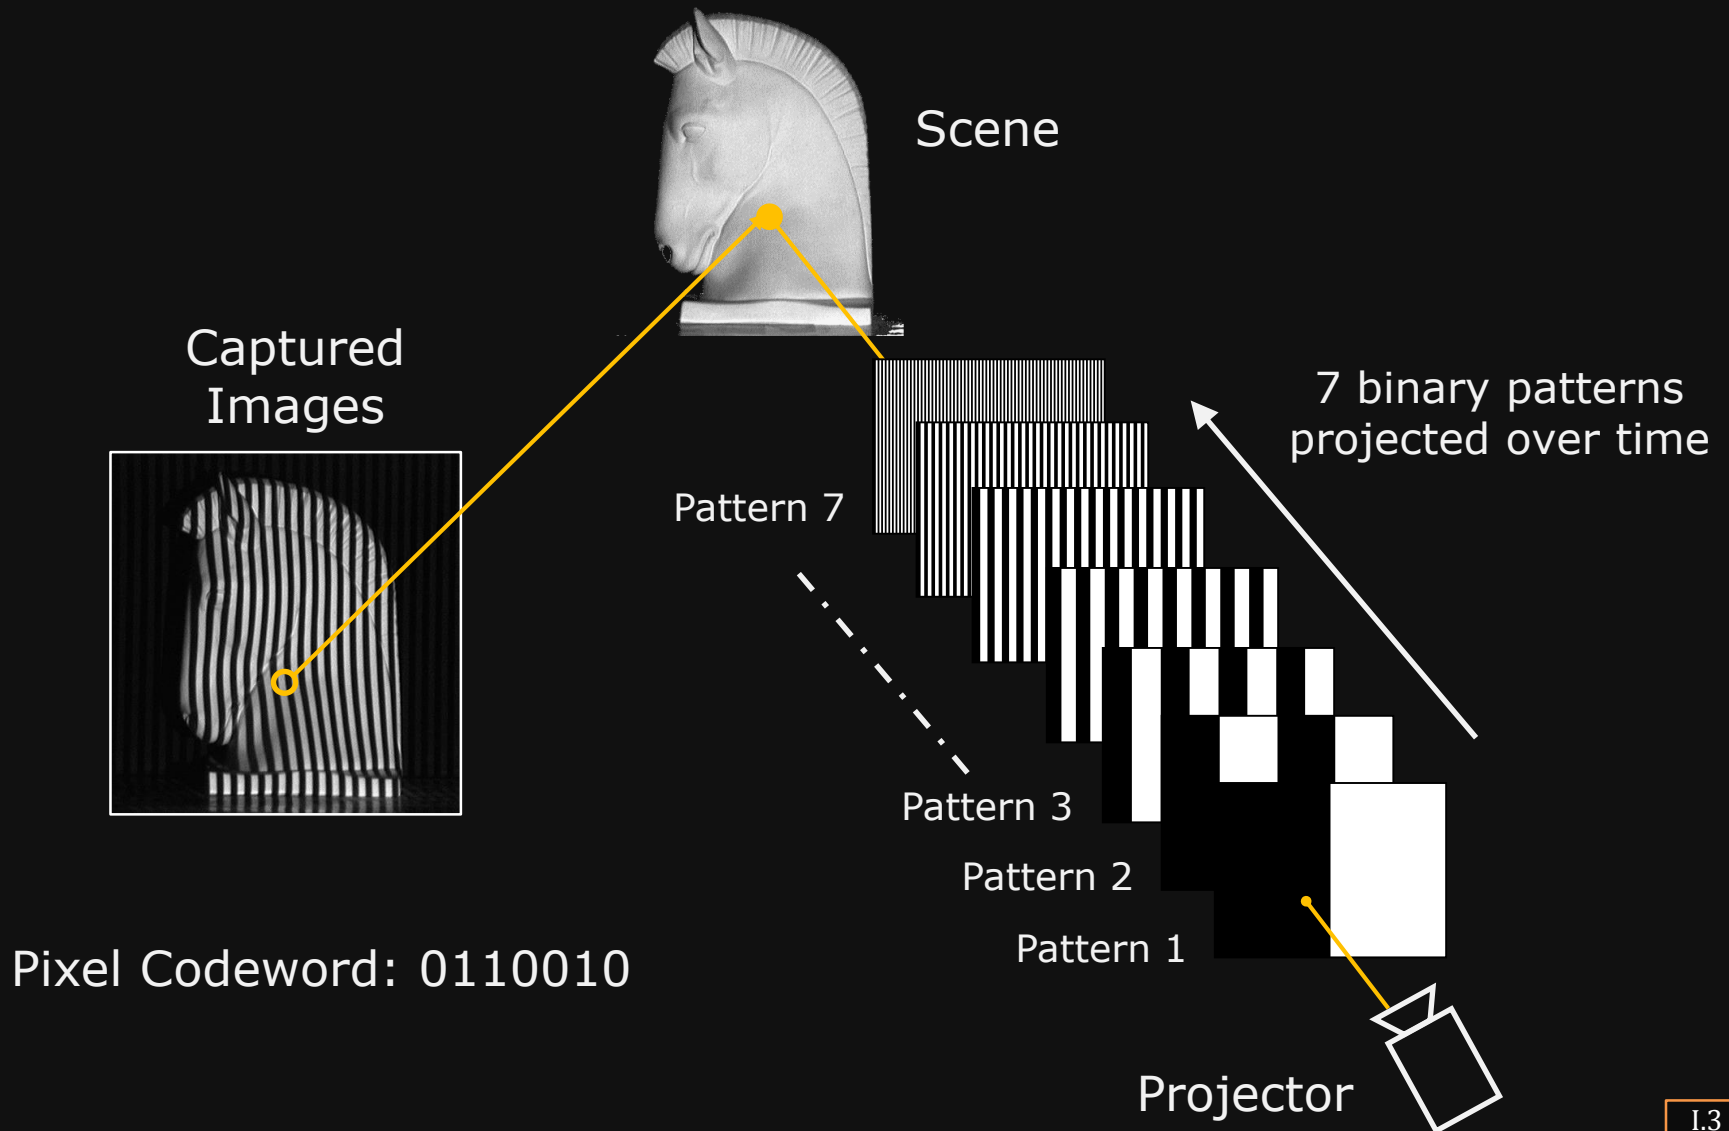 Scene
Captured
Images
7 binary patterns
projected over time
Pattern 7
Pattern 3
Pattern 2
Pattern 1
Pixel Codeword: 0110010
Projector
I.3